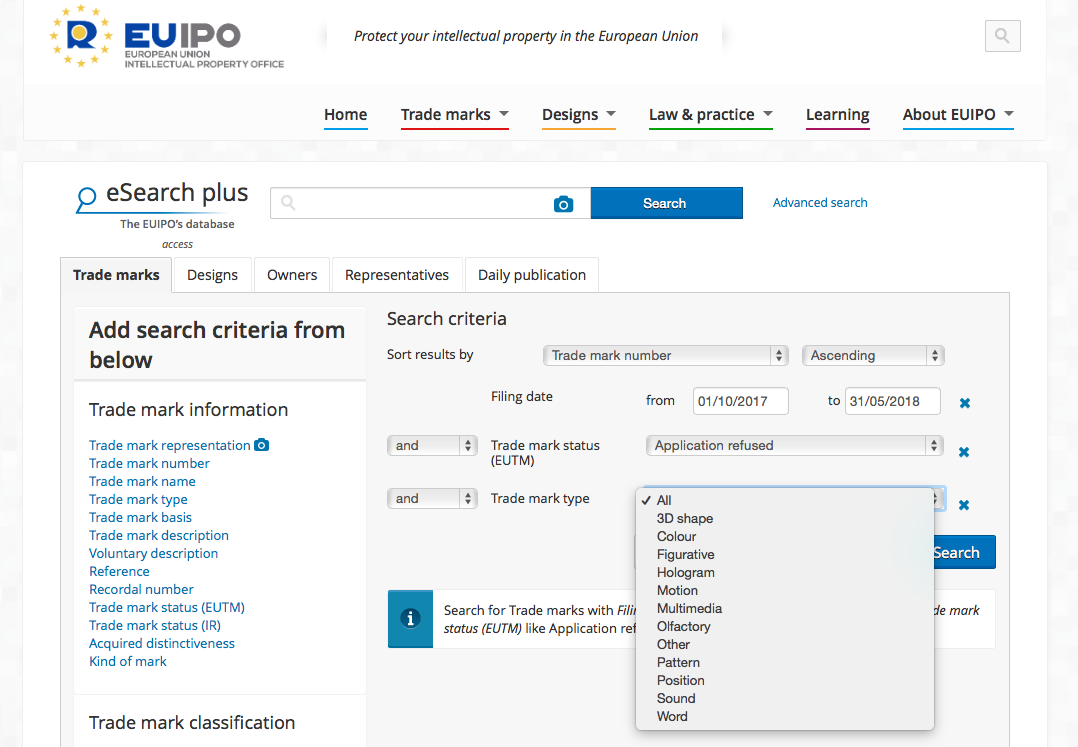 R
EUIPO
EUROPEAN UNION
INTELLECTUAL PROPERTY OFFICE
Protect your intellectual property in the European Union
Home Trade marks Designs Law & practice Learning About EUIPO
eSearch plus
The EUIPO's database
access
Search
Advanced search
Trade marks Designs Owners Representatives Daily publication
Add search criteria from
below
Trade mark information
Trade mark representation
Trade mark number
Trade mark name
Trade mark type
Trade mark basis
Trade mark description
Voluntary description
Reference
Recordal number
Trade mark status (EUTM)
Trade mark status (IR)
Acquired distinctiveness
Kind of mark
Trade mark classification
Search criteria
Sort results by Trade mark number Ascending
Filing date from 01/10/2017 to 31/05/2018
and Trade mark status
(EUTM) Application refused
and Trade mark type
✓ All
3D shape
Colour
Figurative
Hologram
Motion
Multimedia
Olfactory
Other
Pattern
Position
Sound
Word
Search
Search for Trade marks with mark
status (EUTM) like Application